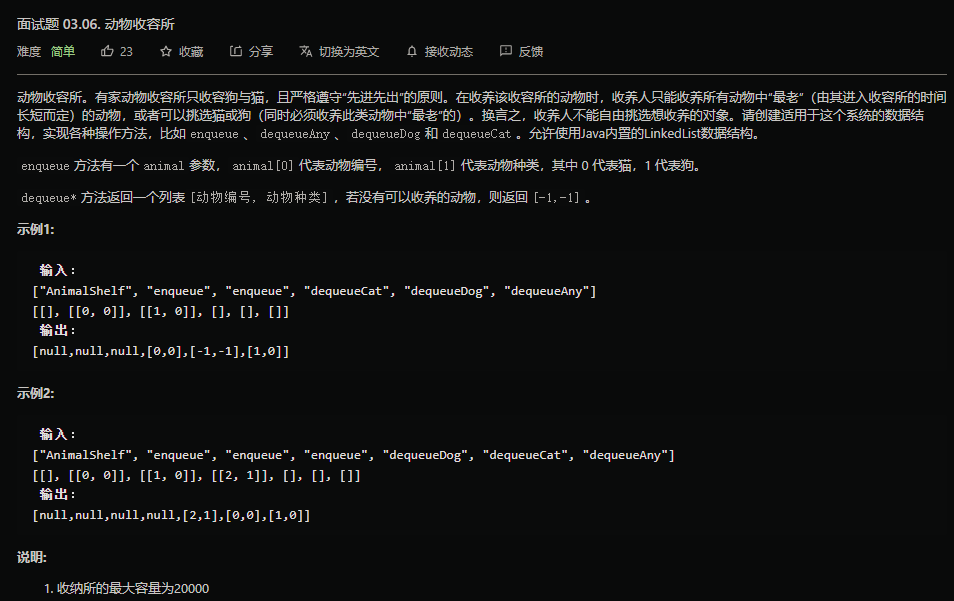 面试题 03.06. 动物收容所
难度 简单 23 收藏 分享 切换为英文 接收动态 反馈
动物收容所。有家动物收容所只收容狗与猫，且严格遵守“先进先出”的原则。在收养该收容所的动物时，收养人只能收养所有动物中“最老”（由其进入收容所的时间
长短而定）的动物，或者可以挑选猫或狗（同时必须收养此类动物中“最老”的）。换言之，收养人不能自由挑选想收养的对象。请创建适用于这个系统的数据结
构，实现各种操作方法，比如 enqueue 、 dequeueAny 、 dequeueDog 和 dequeueCat 。允许使用Java内置的LinkedList数据结构。
enqueue 方法有一个 animal 参数， animal[0] 代表动物编号， animal[1] 代表动物种类，其中 0 代表猫，1 代表狗。
dequeue* 方法返回一个列表 [动物编号, 动物种类] ，若没有可以收养的动物，则返回 [-1,-1] 。
示例1:
输入：
["AnimalShelf", "enqueue", "enqueue", "dequeueCat", "dequeueDog", "dequeueAny"]
[[], [[0, 0]], [[1, 0]], [], [], []]
输出：
[null,null,null,[0,0],[-1,-1],[1,0]]
示例2:
输入：
["AnimalShelf", "enqueue", "enqueue", "enqueue", "dequeueDog", "dequeueCat", "dequeueAny"]
[[], [[0, 0]], [[1, 0]], [[2, 1]], [], [], []]
输出：
[null,null,null,null,[2,1],[0,0],[1,0]]
说明:
1. 收纳所的最大容量为20000